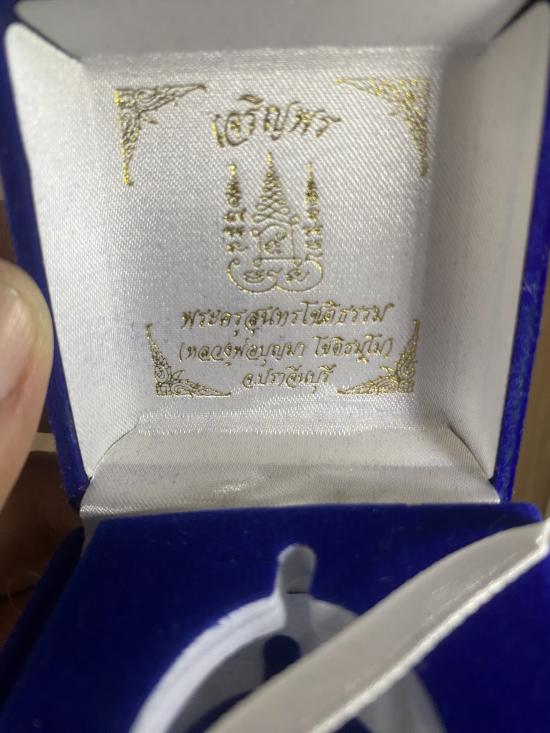 เจริญพร
พระครูสุนทรโชติธรรม
(หลวงพ่อบุญมา โชติธมฺโม)
จ.ปราจีนบุรี